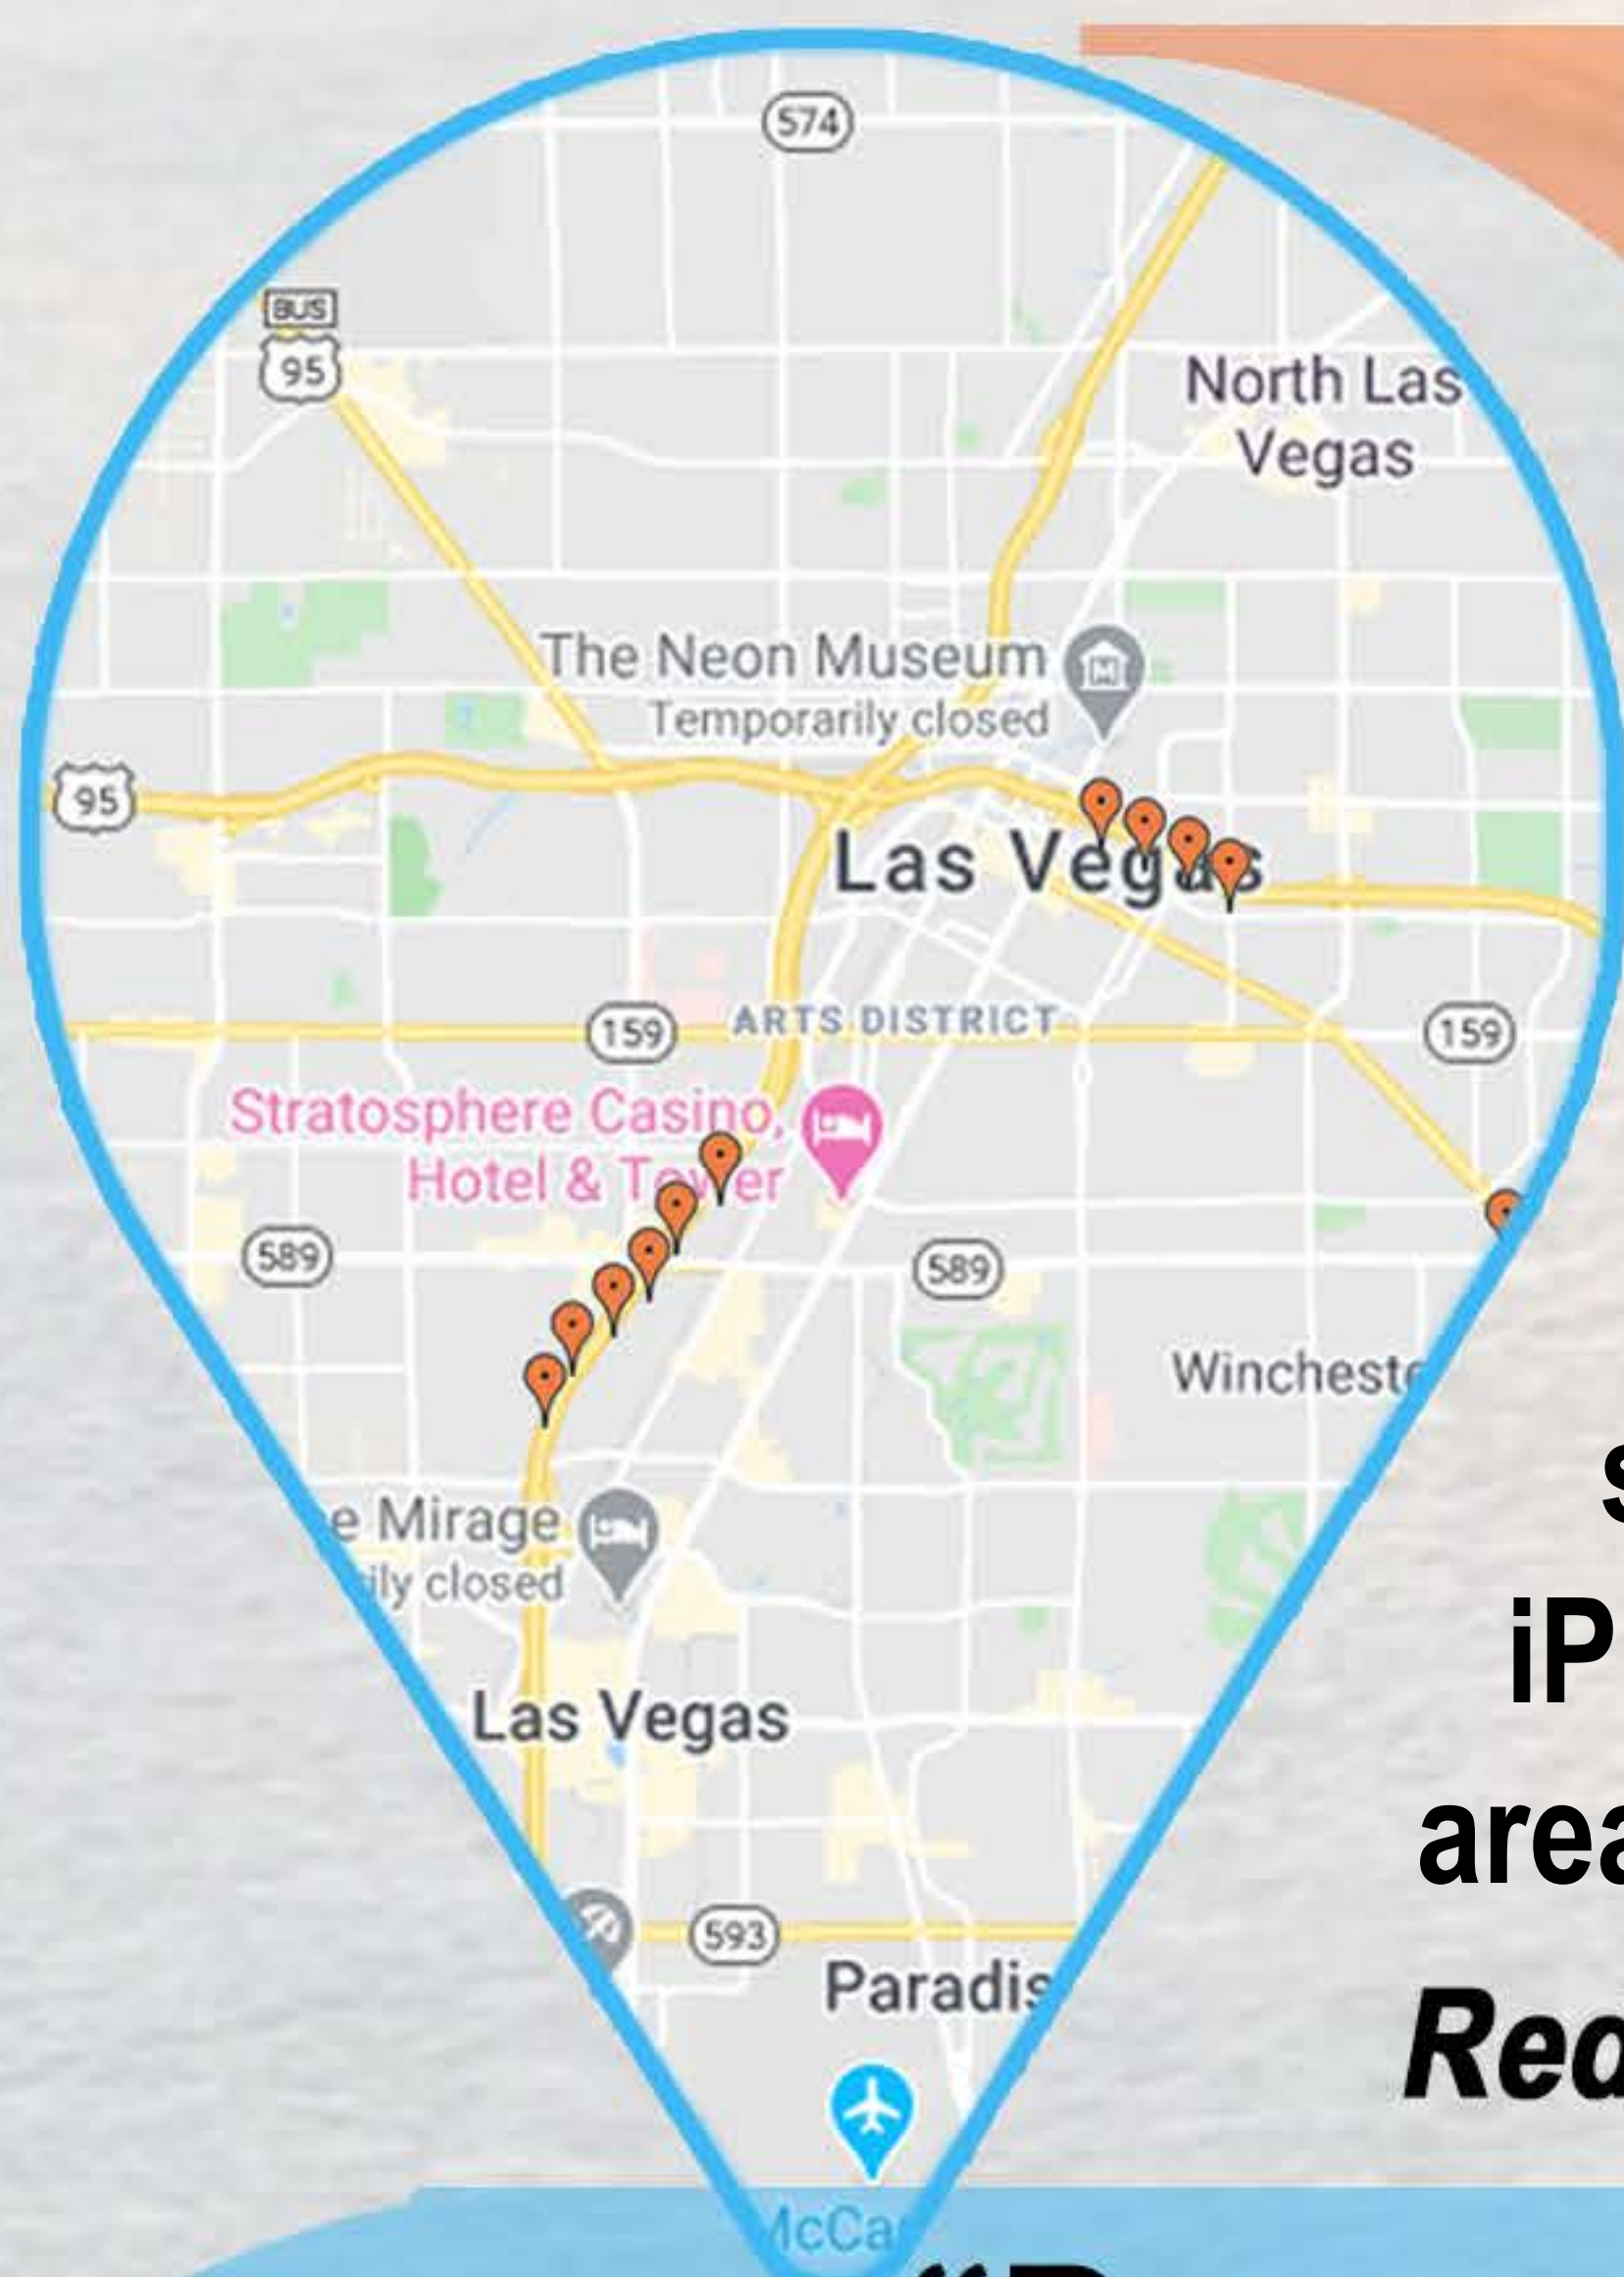 574
BUS
95
North Las
Vegas
The Neon Museum
Temporarily closed
95
Las Vegas
ARTS DISTRICT
159
159
Stratosphere Casino,
Hotel & Tower
589
589
Winchest
e Mirage
ily closed
s
iP
area
Las Vegas
593
Paradis
Red
McCa